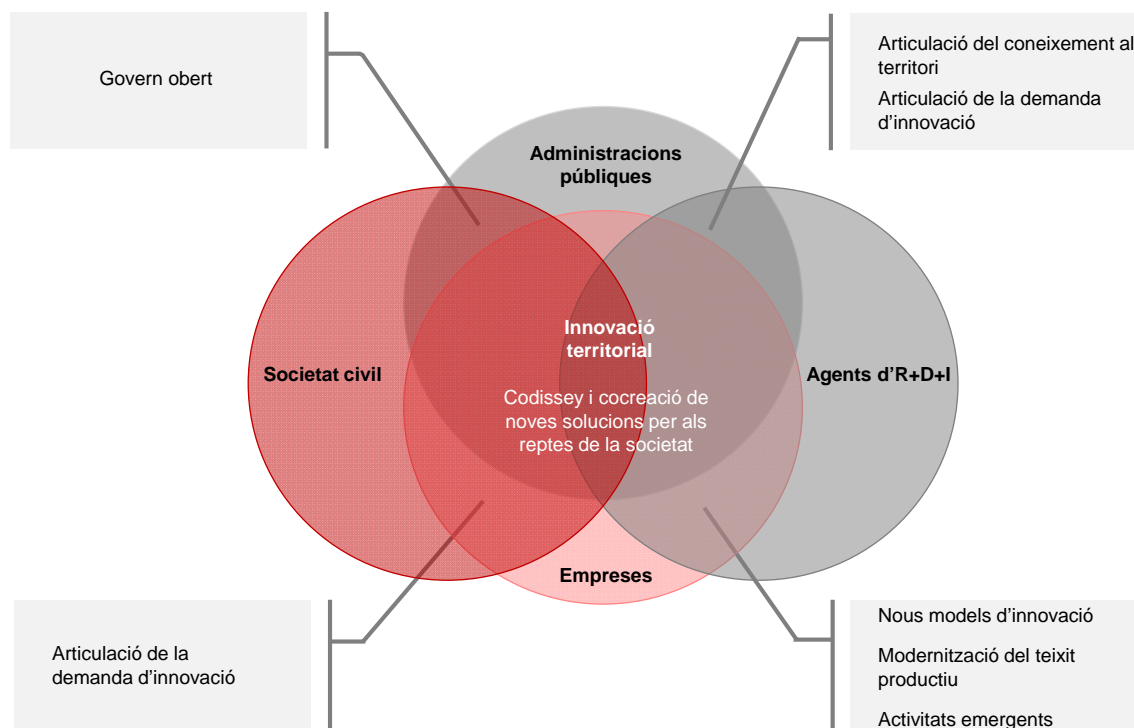 Govern obert
Articulació del coneixement al
territori
Articulació de la demanda
d’innovació
Administracions
públiques
Innovació
territorial
Societat civil
Agents d’R+D+I
Codissey i cocreació de
noves solucions per als
reptes de la societat
Empreses
Articulació de la
demanda d’innovació
Nous models d’innovació
Modernització del teixit
productiu
Activitats emergents